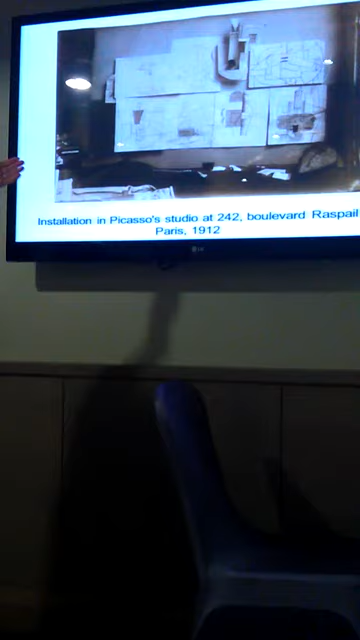 Installation in Picasso's studio at 242, boulevard Raspail
Paris, 1912
LG